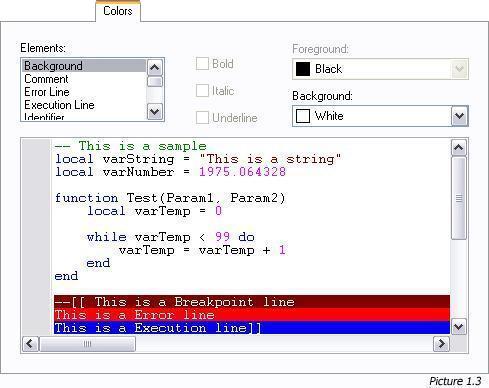 Colors
Elements:
Background
Comment
Error Line
Execution Line
Identifier
Bold
Italic
Underline
Foreground:
Black
Background:
White
-- This is a sample
local varString = "This is a string"
local varNumber = 1975.064328
function Test(Param1, Param2)
local varTemp = 0
while varTemp < 99 do
varTemp = varTemp + 1
end
end
--[[ This is a Breakpoint line
This is a Error line
This is a Execution line]]
Picture 1.3